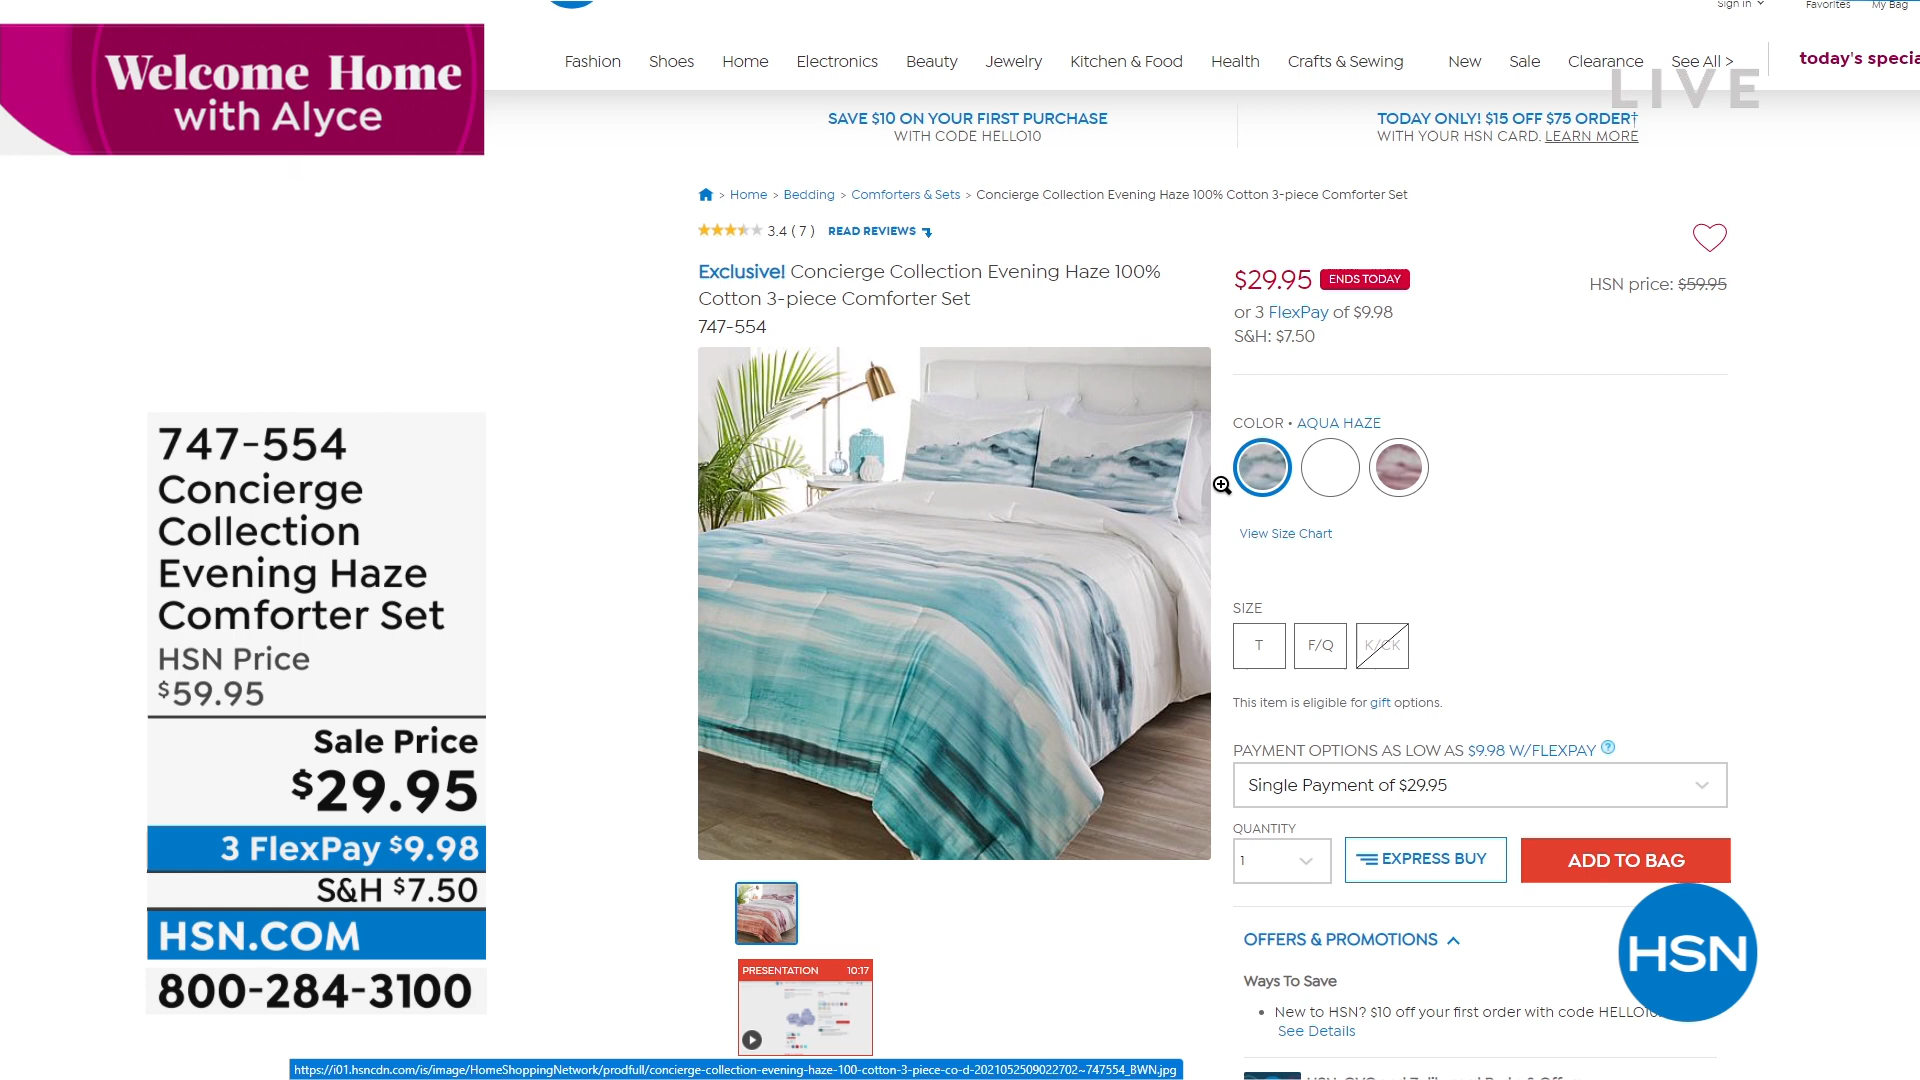 Sign in
Favorites
My Bag
Welcome Home
with Alyce
Fashion Shoes Home Electronics Beauty Jewelry Kitchen & Food Health Crafts & Sewing New Sale Clearance See All >
today's specia
LIVE
SAVE $10 ON YOUR FIRST PURCHASE
WITH CODE HELLO10
TODAY ONLY! $15 OFF $75 ORDER†
WITH YOUR HSN CARD. LEARN MORE
> Home > Bedding > Comforters & Sets > Concierge Collection Evening Haze 100% Cotton 3-piece Comforter Set
3.4 ( 7 ) READ REVIEWS
Exclusive! Concierge Collection Evening Haze 100%
Cotton 3-piece Comforter Set
747-554
$29.95 ENDS TODAY
HSN price: $59.95
or 3 FlexPay of $9.98
S&H: $7.50
COLOR • AQUA HAZE
View Size Chart
SIZE
T F/Q K/CK
This item is eligible for gift options.
PAYMENT OPTIONS AS LOW AS $9.98 W/FLEXPAY ?
Single Payment of $29.95
QUANTITY
1
EXPRESS BUY
ADD TO BAG
OFFERS & PROMOTIONS
Ways To Save
• New to HSN? $10 off your first order with code HELLO10.
See Details
HSN
747-554
Concierge
Collection
Evening Haze
Comforter Set
HSN Price
$59.95
Sale Price
$29.95
3 FlexPay $9.98
S&H $7.50
HSN.COM
800-284-3100
PRESENTATION 10:17
https://i01.hsncdn.com/is/image/HomeShoppingNetwork/prodfull/concierge-collection-evening-haze-100-cotton-3-piece-co-d-2021052509022702~747554_BWN.jpg